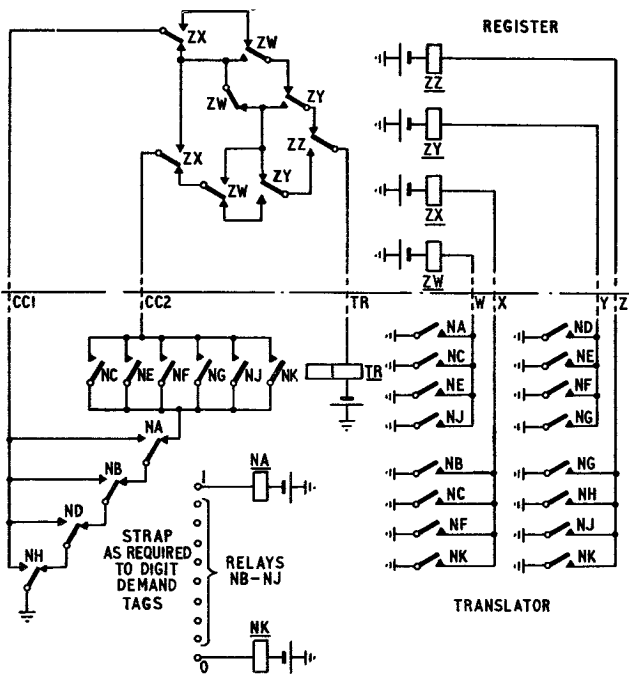 REGISTER
ZX
ZW
ZZ
ZW
ZY
ZY
ZZ
ZX
ZX
ZW
ZY
ZW
CC1
CC2
TR
W
X
Y
Z
NC
NE
NF
NG
NJ
NK
TR
NA
NB
ND
NH
NA
NC
NE
NJ
NB
NC
NF
NK
ND
NE
NF
NG
NG
NH
NJ
NK
1
NA
STRAP
AS REQUIRED
TO DIGIT
DEMAND
TAGS
RELAYS
NB-NJ
NK
0
TRANSLATOR